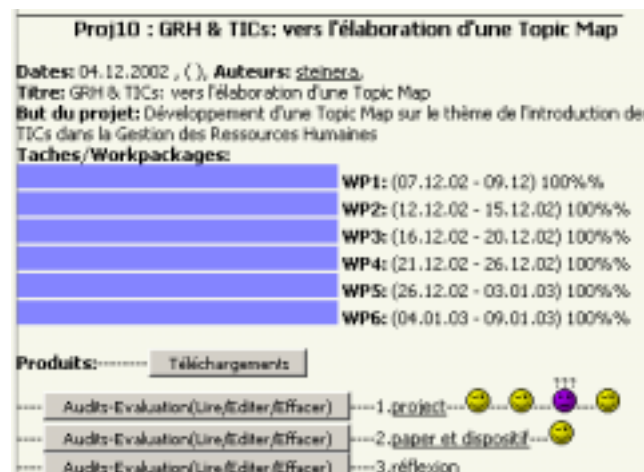 Proj10 : GRH & TICs: vers l'élaboration d'une Topic Map
Dates: 04.12.2002 , ( ), Auteurs: steinera,
Titre: GRH & TICs: vers l'élaboration d'une Topic Map
But du projet: Développement d'une Topic Map sur le thème de l'introduction de
TICs dans la Gestion des Ressources Humaines
Taches/Workpackages:
WP1: (07.12.02 - 09.12) 100%%
WP2: (12.12.02 - 15.12.02) 100%%
WP3: (16.12.02 - 20.12.02) 100%%
WP4: (21.12.02 - 26.12.02) 100%%
WP5: (26.12.02 - 03.01.03) 100%%
WP6: (04.01.03 - 09.01.03) 100%%
Produits:-------- Téléchargements
???
---- Audits-Evaluation(Lire/Editer/Effacer) ----1.project--- --- --- ---
---- Audits-Evaluation(Lire/Editer/Effacer) ----2.paper et dispositif---
---- Audits-Evaluation(Lire/Editer/Effacer) ----3.réflexion